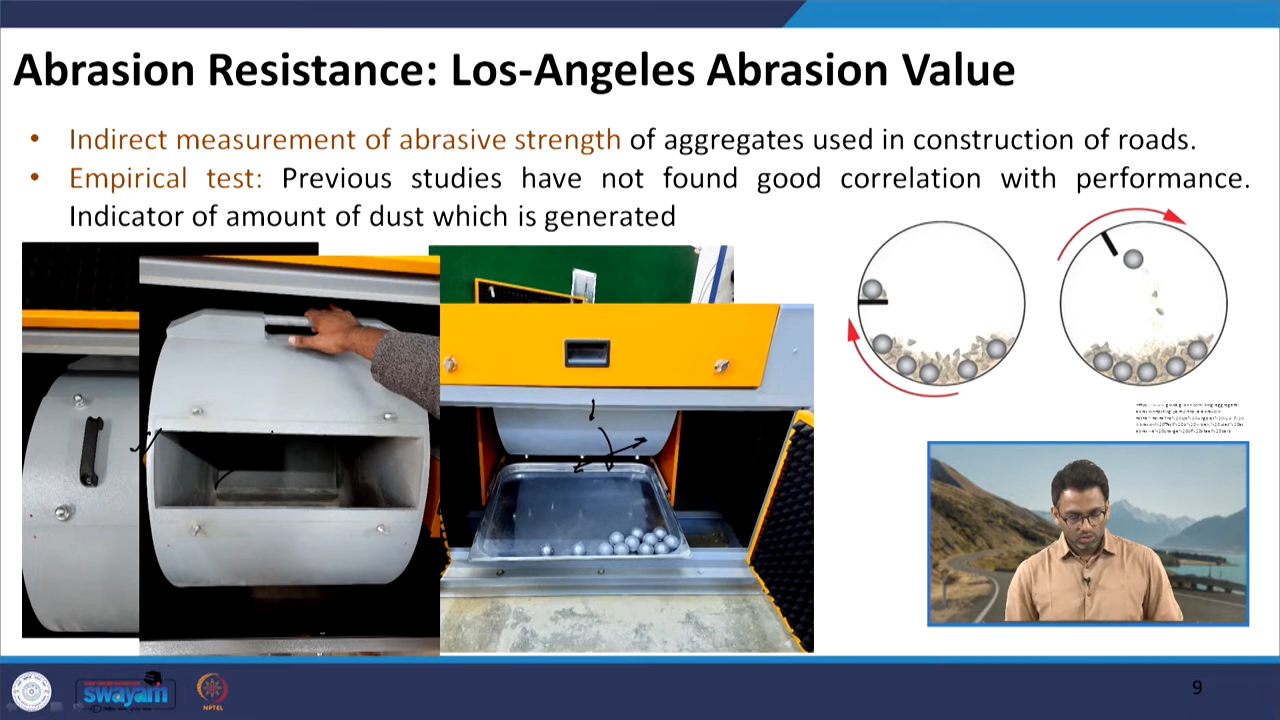 Abrasion Resistance: Los-Angeles Abrasion Value
• Indirect measurement of abrasive strength of aggregates used in construction of roads.
• Empirical test: Previous studies have not found good correlation with performance.
Indicator of amount of dust which is generated
swayam
NPTEL
9